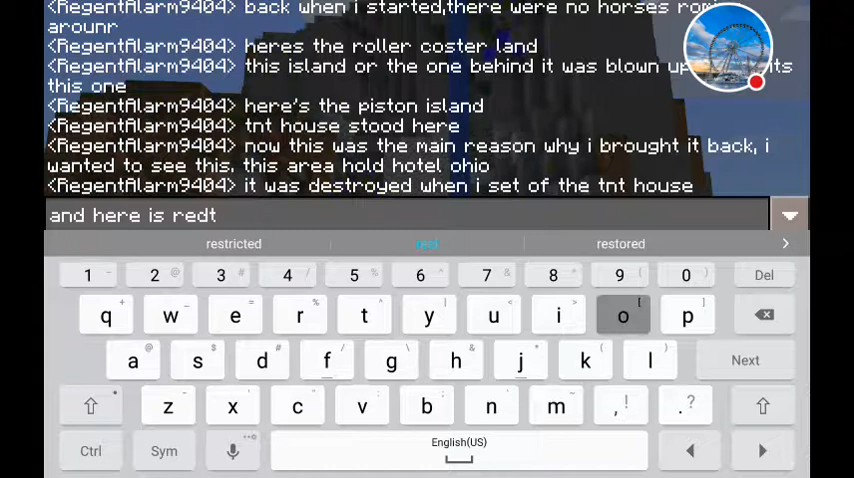 <RegentAlarm9404> back when i started,there were no horses
arounr
<RegentAlarm9404> heres the roller coster land
<RegentAlarm9404> this island or the one behind it was blown up
this one
<RegentAlarm9404> here's the piston island
<RegentAlarm9404> tnt house stood here
<RegentAlarm9404> now this was the main reason why i brought it back, i
wanted to see this. this area hold hotel ohio
<RegentAlarm9404> it was destroyed when i set of the tnt house
and here is redt
restricted restored >
1 - 2 @ 3 # 4 / 5 % 6 ^ 7 & 8 * 9 ( 0 ) Del
q + w _ e = r % t ^ y | u < i > o [ p ]
a @ s $ d # f / g ^ h & j * k ( l ) Next
z x c v b n m , ! . ?
Ctrl Sym English(US)